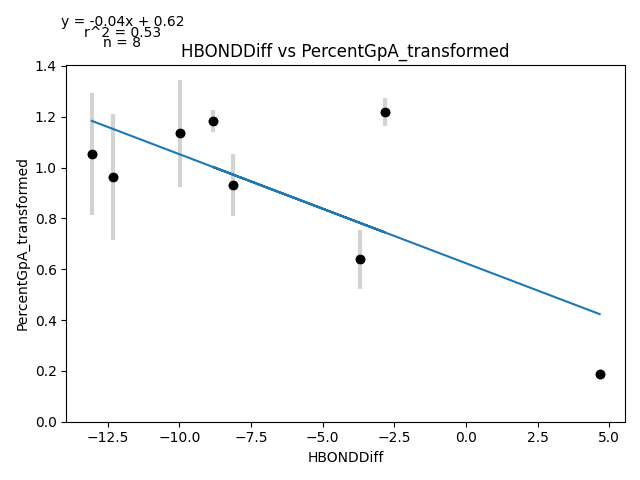 y = -0.04x + 0.62
r^2 = 0.53
n = 8
HBONDDiff vs PercentGpA_transformed
1.4
1.2
1.0
0.8
0.6
0.4
0.2
0.0
PercentGpA_transformed
−12.5 −10.0 −7.5 −5.0 −2.5 0.0 2.5 5.0
HBONDDiff